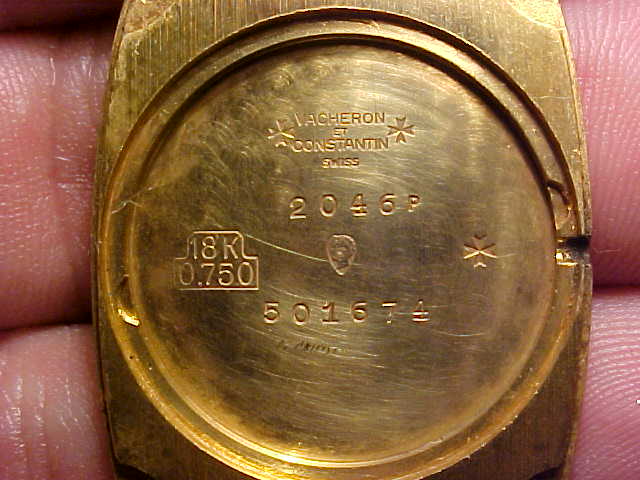 VACHERON
ET
CONSTANTIN
SWISS
2046P
18K
0.750
501674